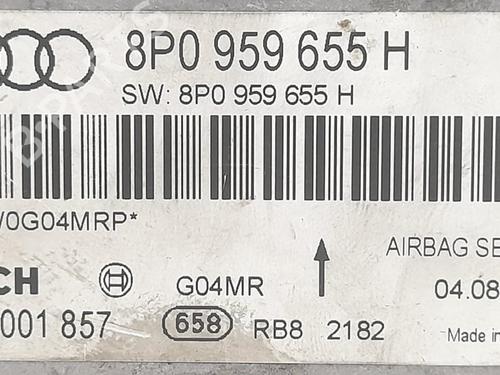 8P0 959 655 H
SW: 8P0 959 655 H
V0G04MRP*
AIRBAG SE
CH
G04MR
04.08
001 857
658
RB8 2182
Made in